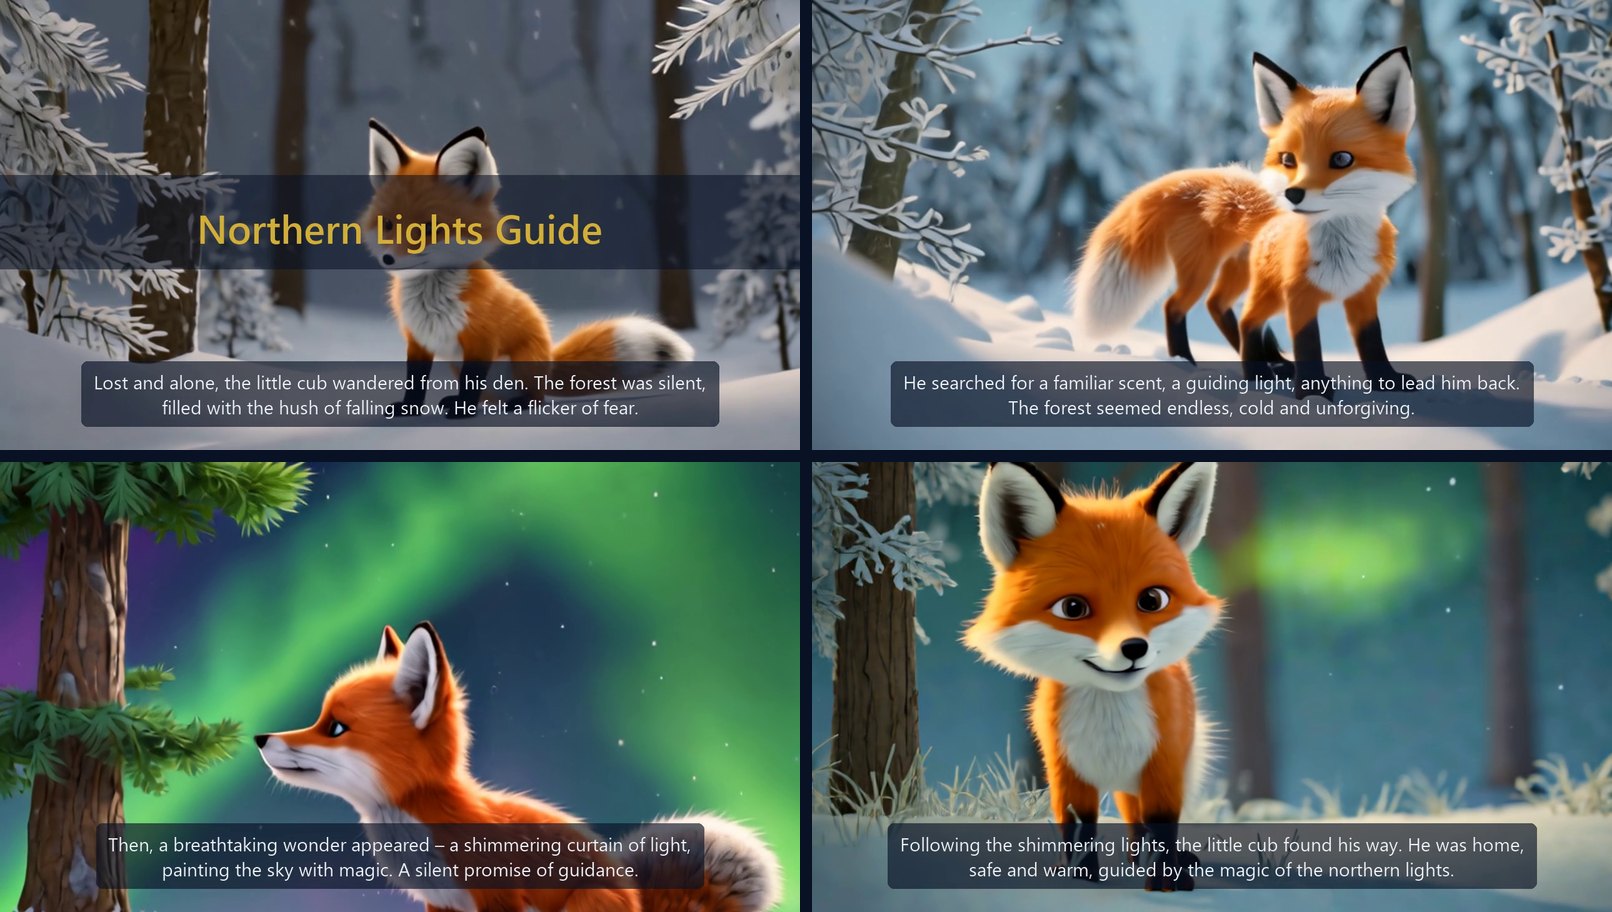 Northern Lights Guide
Lost and alone, the little cub wandered from his den. The forest was silent,
filled with the hush of falling snow. He felt a flicker of fear.
He searched for a familiar scent, a guiding light, anything to lead him back.
The forest seemed endless, cold and unforgiving.
Then, a breathtaking wonder appeared – a shimmering curtain of light,
painting the sky with magic. A silent promise of guidance.
Following the shimmering lights, the little cub found his way. He was home,
safe and warm, guided by the magic of the northern lights.